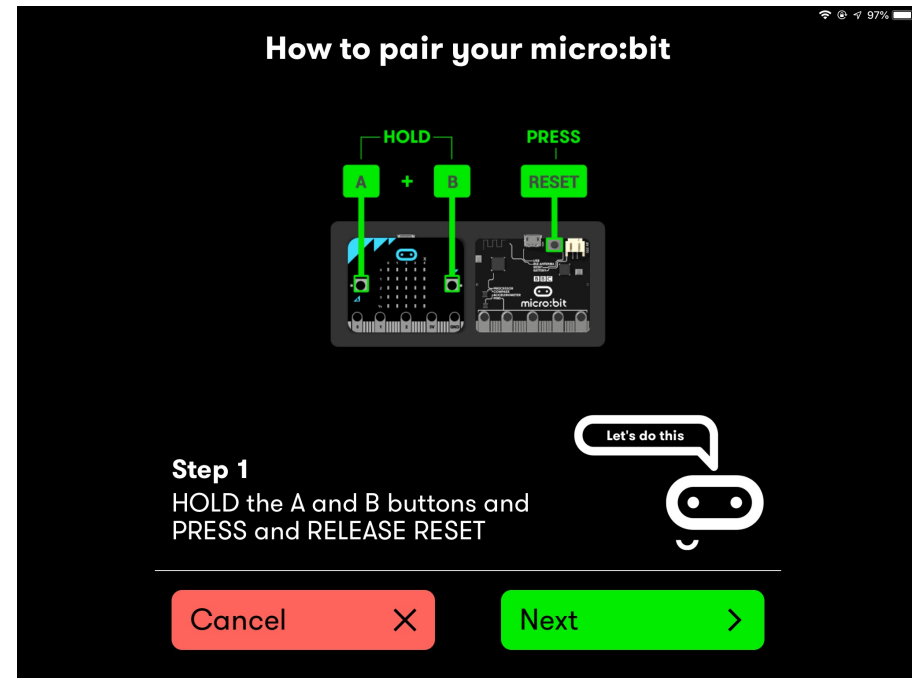 97%
How to pair your micro:bit
HOLD
PRESS
A + B
RESET
BBC
micro:bit
Let's do this
Step 1
HOLD the A and B buttons and
PRESS and RELEASE RESET
Cancel
Next